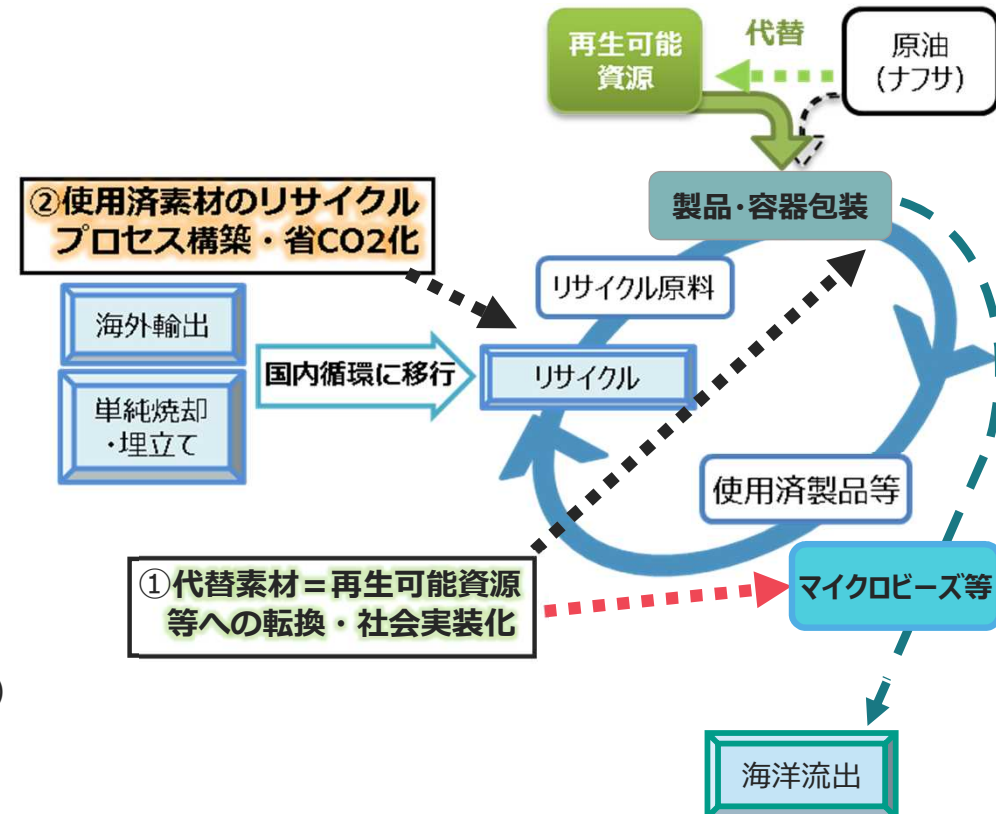 再生可能
資源
代替
原油
(ナフサ)
製品・容器包装
②使用済素材のリサイクル
プロセス構築・省CO2化
リサイクル原料
海外輸出
国内循環に移行
リサイクル
単純焼却
・埋立て
使用済製品等
①代替素材＝再生可能資源
等への転換・社会実装化
マイクロビーズ等
)
海洋流出